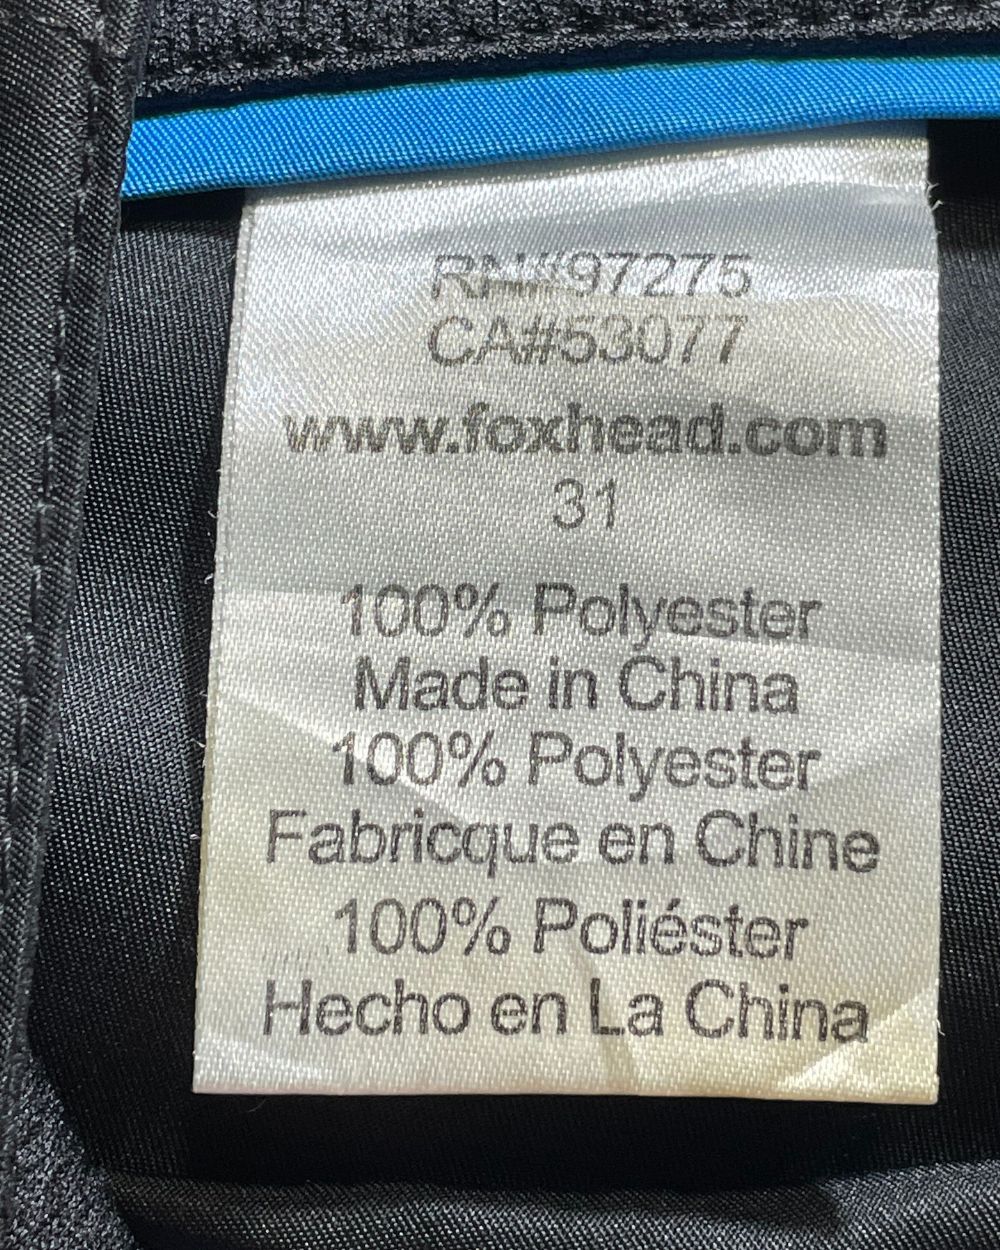 RN#97275
CA#53077
www.foxhead.com
31
100% Polyester
Made in China
100% Polyester
Fabricque en Chine
100% Poliéster
Hecho en La China